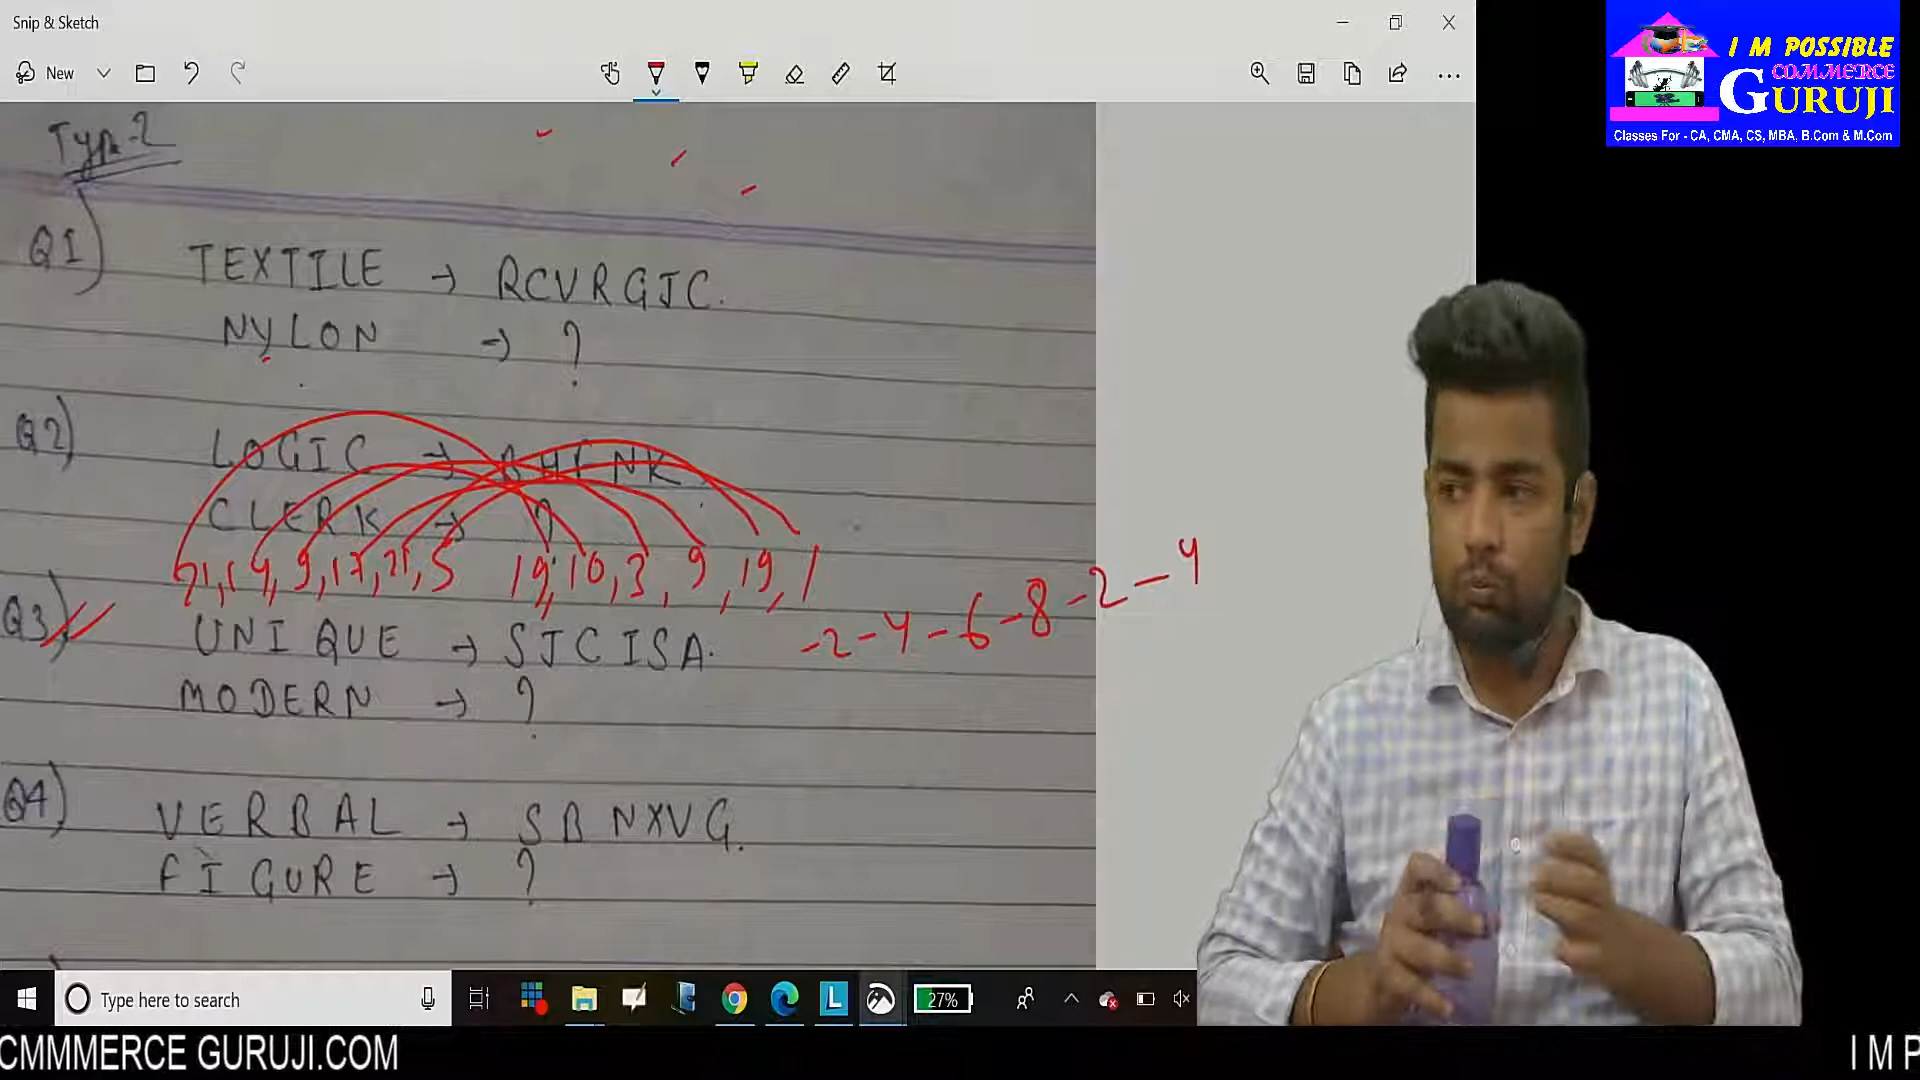 Snip & Sketch
New
I M POSSIBLE
COMMERCE
GURUJI
Classes For - CA, CMA, CS, MBA, B.Com & M.Com
Type-2
Q1) TEXTILE → RCVRGJC.
NYLON → ?
Q2) LOGIC → BHFNK
CLERK → ?
21, 14, 9, 17, 21, 5 19, 10, 3, 9, 19, 1
Q3) UNIQUE → SJCISA.
-2 -4 -6 -8 -2 -4
MODERN → ?
Q4) VERBAL → SBNXVG.
FIGURE → ?
Type here to search
27%
CMMMERCE GURUJI.COM
I M P